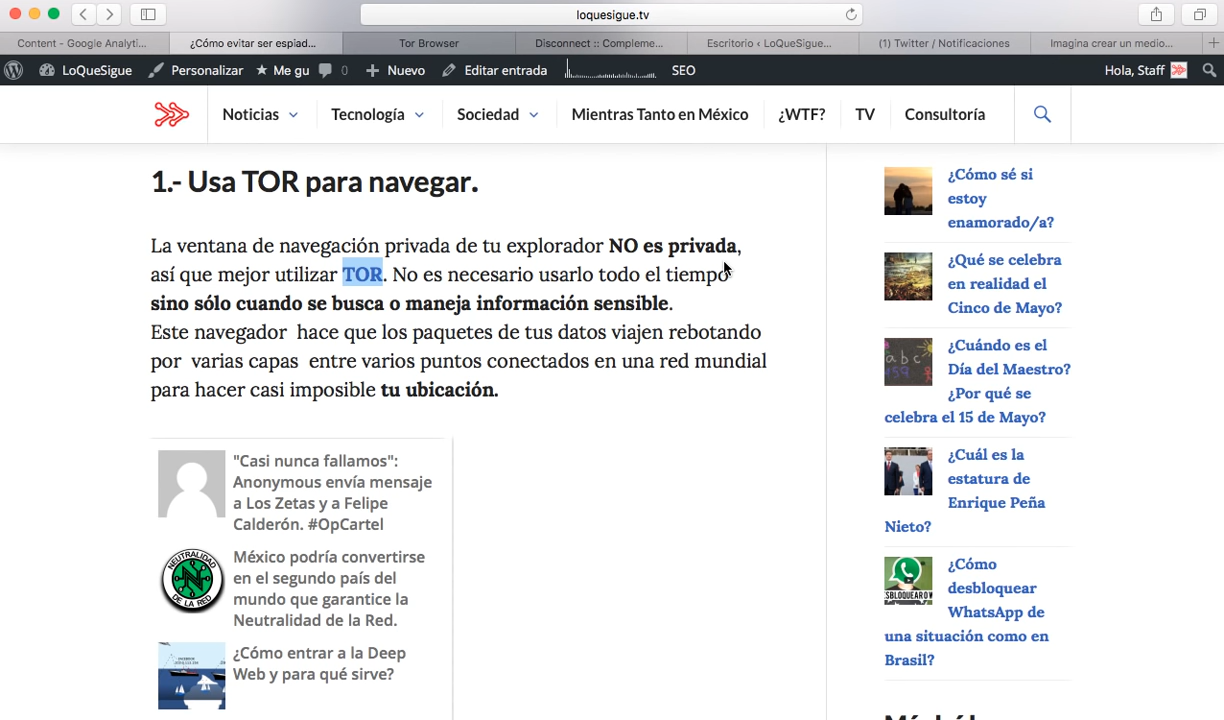 loquesigue.tv
Content - Google Analyti...
¿Cómo evitar ser espiad...
Tor Browser
Disconnect :: Compleme...
Escritorio ‹ LoQueSigue...
(1) Twitter / Notificaciones
Imagina crear un medio...
LoQueSigue
Personalizar
Me gu
0
Nuevo
Editar entrada
SEO
Hola, Staff
Noticias
Tecnología
Sociedad
Mientras Tanto en México
¿WTF?
TV
Consultoría
1.- Usa TOR para navegar.
La ventana de navegación privada de tu explorador NO es privada,
así que mejor utilizar TOR. No es necesario usarlo todo el tiempo
sino sólo cuando se busca o maneja información sensible.
Este navegador hace que los paquetes de tus datos viajen rebotando
por varias capas entre varios puntos conectados en una red mundial
para hacer casi imposible tu ubicación.
"Casi nunca fallamos":
Anonymous envía mensaje
a Los Zetas y a Felipe
Calderón. #OpCartel
NEUTRALIDAD
DE LA RED
México podría convertirse
en el segundo país del
mundo que garantice la
Neutralidad de la Red.
¿Cómo entrar a la Deep
Web y para qué sirve?
¿Cómo sé si
estoy
enamorado/a?
¿Qué se celebra
en realidad el
Cinco de Mayo?
abc
¿Cuándo es el
Día del Maestro?
¿Por qué se
celebra el 15 de Mayo?
¿Cuál es la
estatura de
Enrique Peña
Nieto?
¿Cómo
desbloquear
WhatsApp de
una situación como en
Brasil?